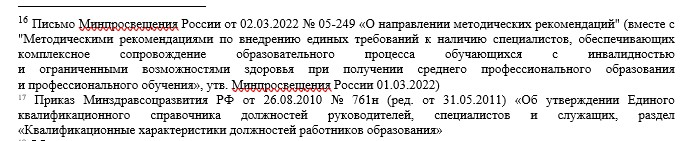 16 Письмо Минпросвещения России от 02.03.2022 № 05-249 «О направлении методических рекомендаций" (вместе с
"Методическими рекомендациями по внедрению единых требований к наличию специалистов, обеспечивающих
комплексное сопровождение образовательного процесса обучающихся с инвалидностью
и ограниченными возможностями здоровья при получении среднего профессионального образования
и профессионального обучения», утв. Минпросвещения России 01.03.2022)
17 Приказ Минздравсоцразвития РФ от 26.08.2010 № 761н (ред. от 31.05.2011) «Об утверждении Единого
квалификационного справочника должностей руководителей, специалистов и служащих, раздел
«Квалификационные характеристики должностей работников образования»